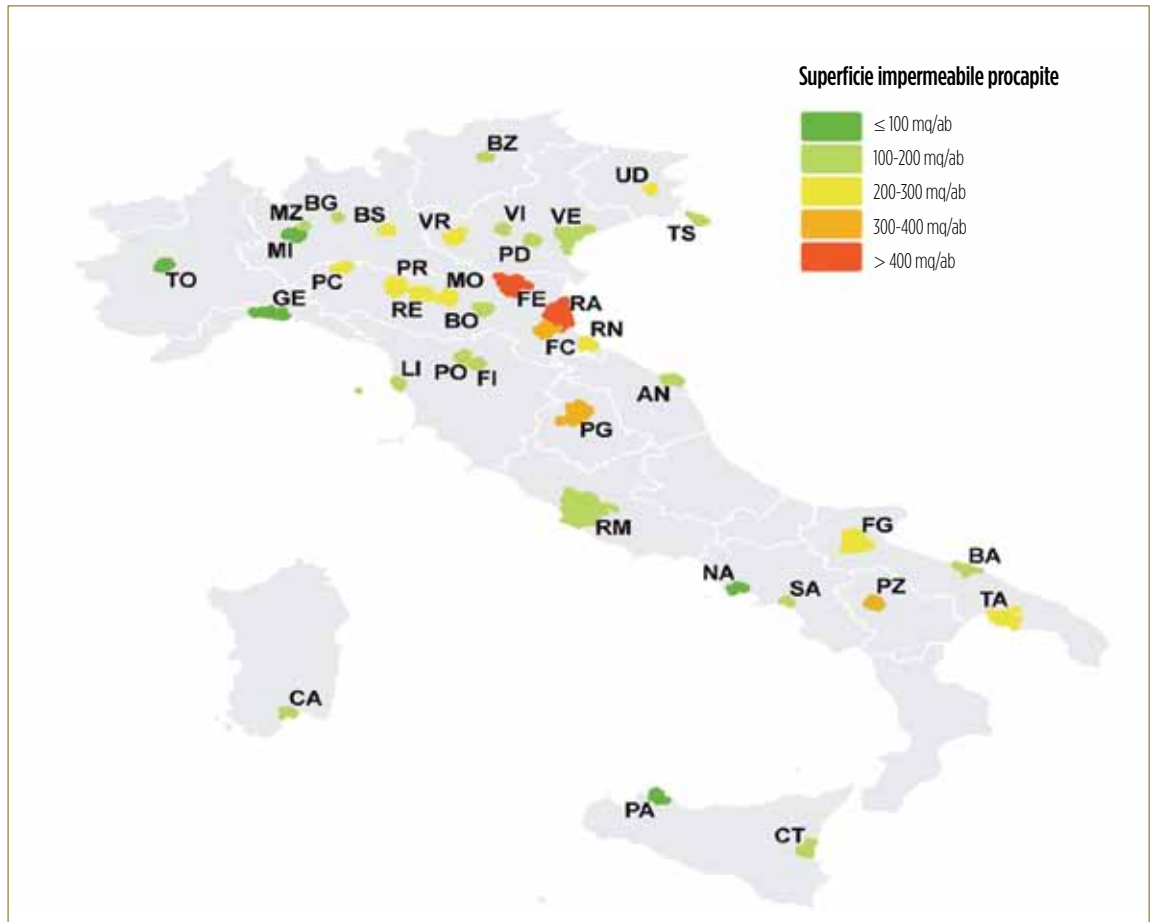 Superficie impermeabile procapite
≤ 100 mq/ab
100-200 mq/ab
200-300 mq/ab
300-400 mq/ab
> 400 mq/ab
BZ
UD
MZ
BG
BS
VR
VI
VE
TS
MI
PD
TO
PC
PR
MO
GE
RE
BO
FE
RA
FC
RN
LI
PO
FI
AN
PG
RM
FG
BA
NA
SA
PZ
TA
CA
PA
CT